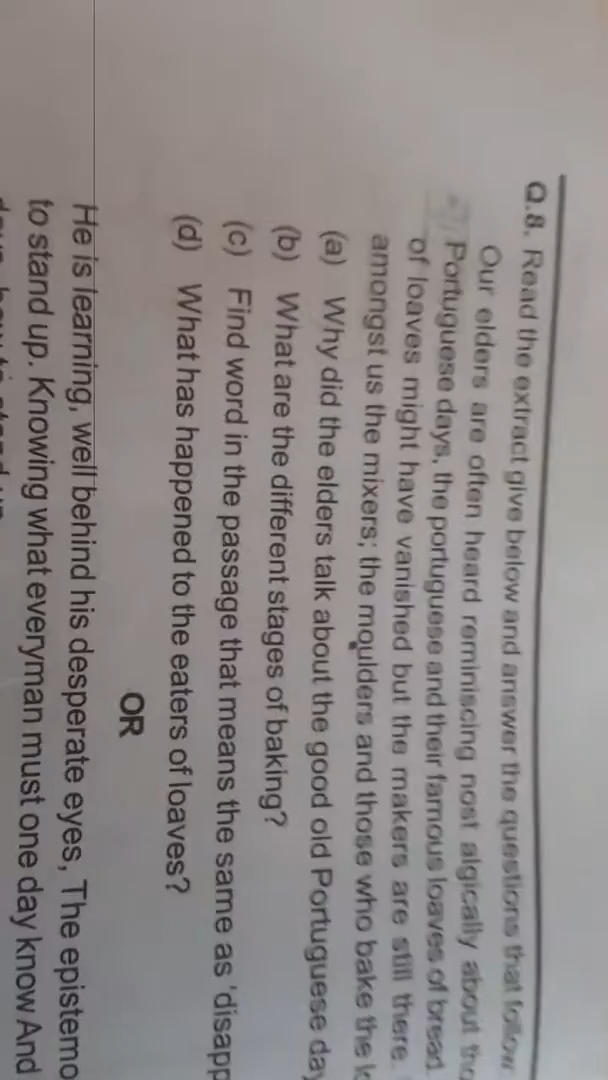 Q.8. Read the extract give below and answer the questions that follow
Our elders are often heard reminiscing nost algically about
Portuguese days, the portuguese and their famous loaves of bread.
of loaves might have vanished but the makers are still there.
amongst us the mixers; the moulders and those who bake the
(a) Why did the elders talk about the good old Portuguese
(b) What are the different stages of baking?
(c) Find word in the passage that means the same as 'disapp
(d) What has happened to the eaters of loaves?
OR
He is learning, well behind his desperate eyes, The epistemo
to stand up. Knowing what everyman must one day know And